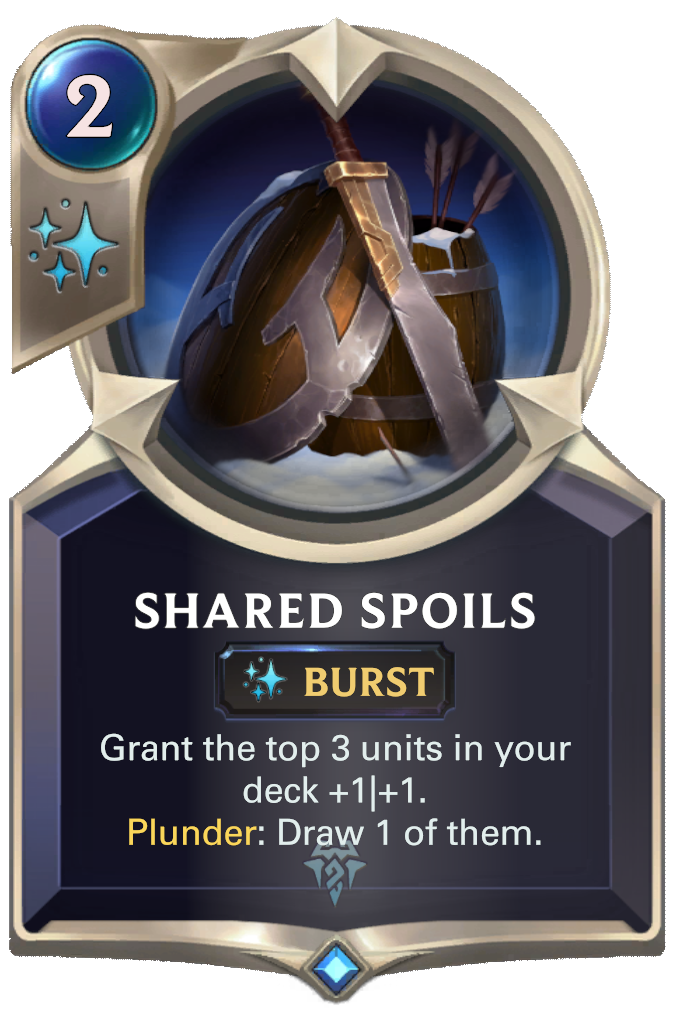 2
SHARED SPOILS
BURST
Grant the top 3 units in your
deck +1|+1.
Plunder: Draw 1 of them.